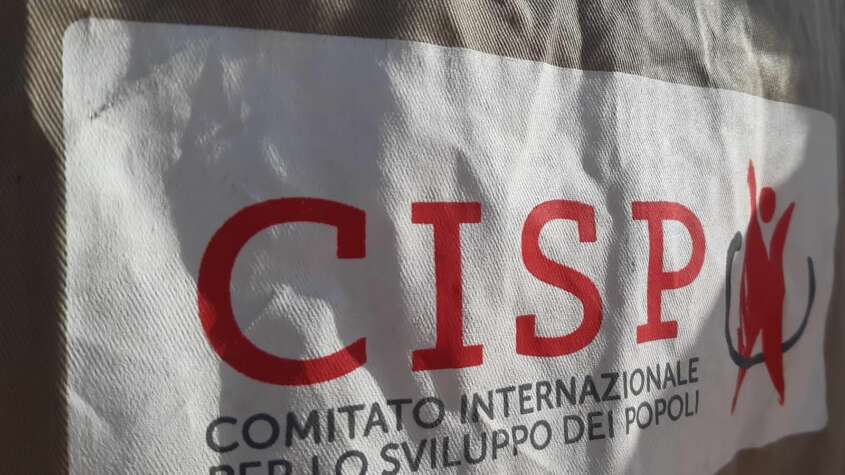 CISP
COMITATO INTERNAZIONALE
PER LO SVILUPPO DEI POPOLI